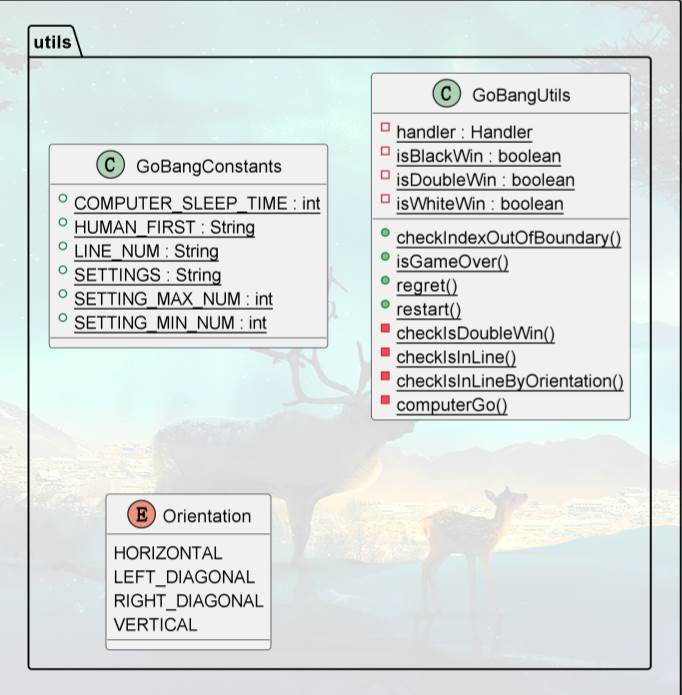 utils
C GoBangConstants
COMPUTER_SLEEP_TIME : int
HUMAN_FIRST : String
LINE_NUM : String
SETTINGS : String
SETTING_MAX_NUM : int
SETTING_MIN_NUM : int
C GoBangUtils
handler : Handler
isBlackWin : boolean
isDoubleWin : boolean
isWhiteWin : boolean
checkIndexOutOfBoundary()
isGameOver()
regret()
restart()
checkIsDoubleWin()
checkIsInLine()
checkIsInLineByOrientation()
computerGo()
E Orientation
HORIZONTAL
LEFT_DIAGONAL
RIGHT_DIAGONAL
VERTICAL